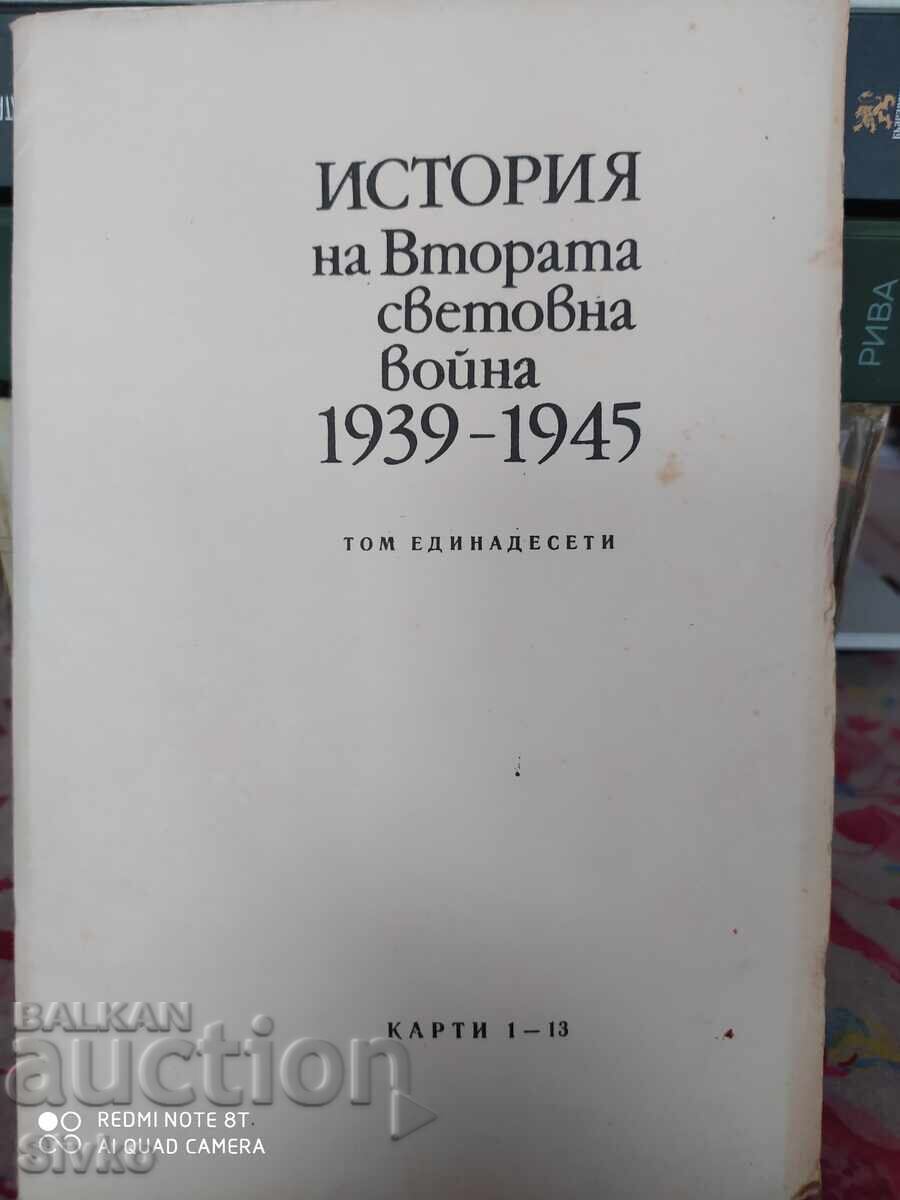 ИСТОРИЯ
на Втората
световна
война
1939-1945
ТОМ ЕДИНАДЕСЕТИ
КАРТИ 1-13
РИВА
BALKAN
auction
REDMI NOTE 8T
AI QUAD CAMERA
Sivko